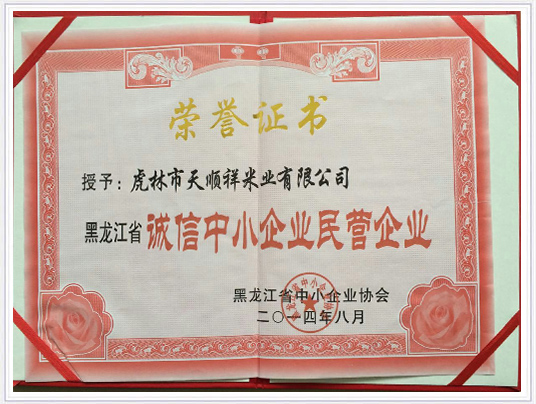 荣誉证书
授予：虎林市天顺祥米业有限公司
黑龙江省诚信中小企业民营企业
黑龙江省中小企业协会
二〇一四年八月